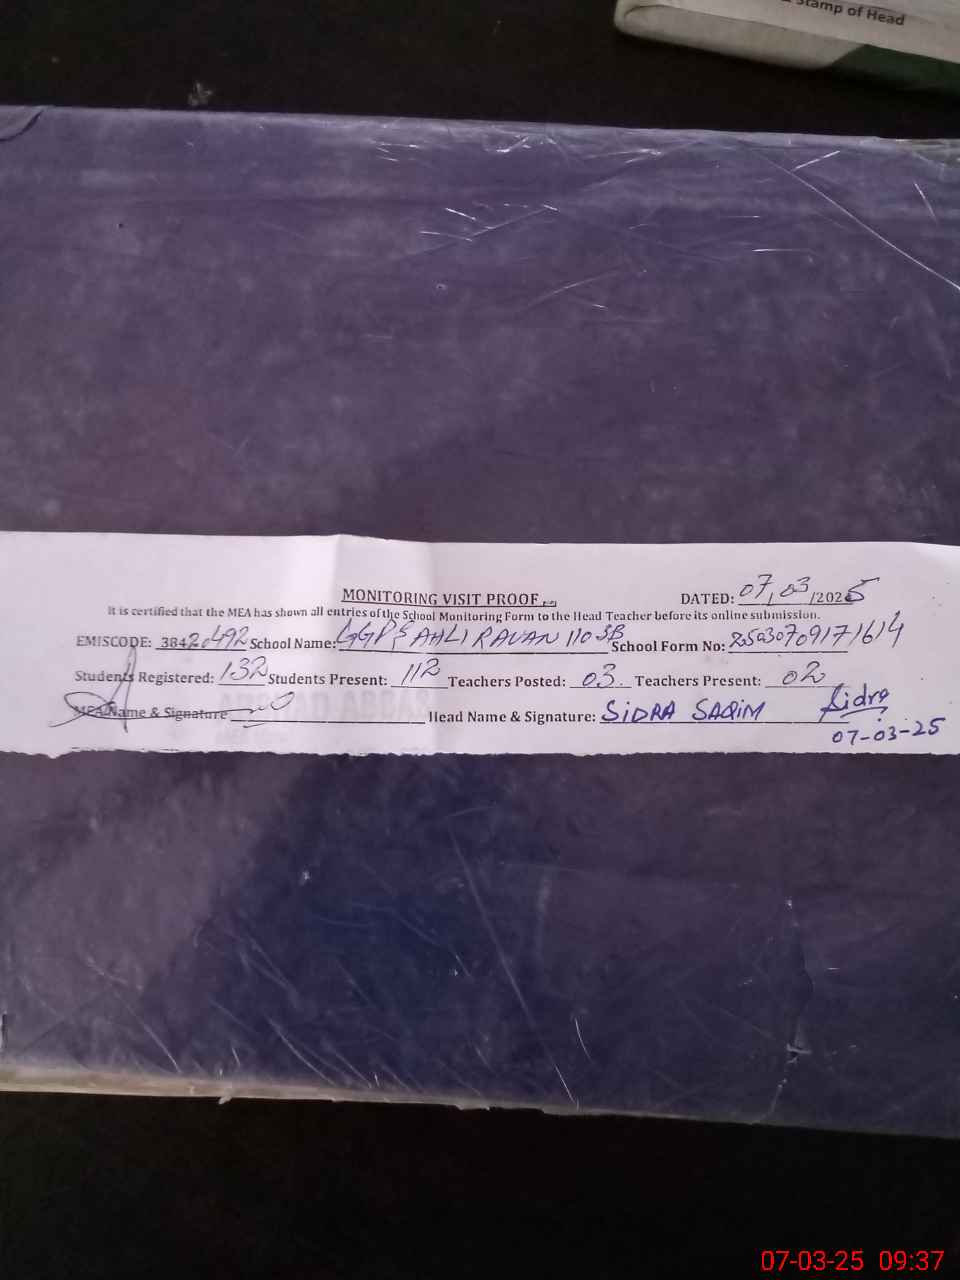 Stamp of Head
MONITORING VISIT PROOF
DATED: 07/03/2025
It is certified that the MEA has shown all entries of the School Monitoring Form to the Head Teacher before its online submission.
EMISCODE: 38420492 School Name: GGPS AHLI RAVAN 110 SB School Form No: 25030709171614
Students Registered: 132 Students Present: 112 Teachers Posted: 03. Teachers Present: 02
MEA Name & Signature Head Name & Signature: SIDRA SAQIM Sidra
07-03-25
07-03-25 09:37